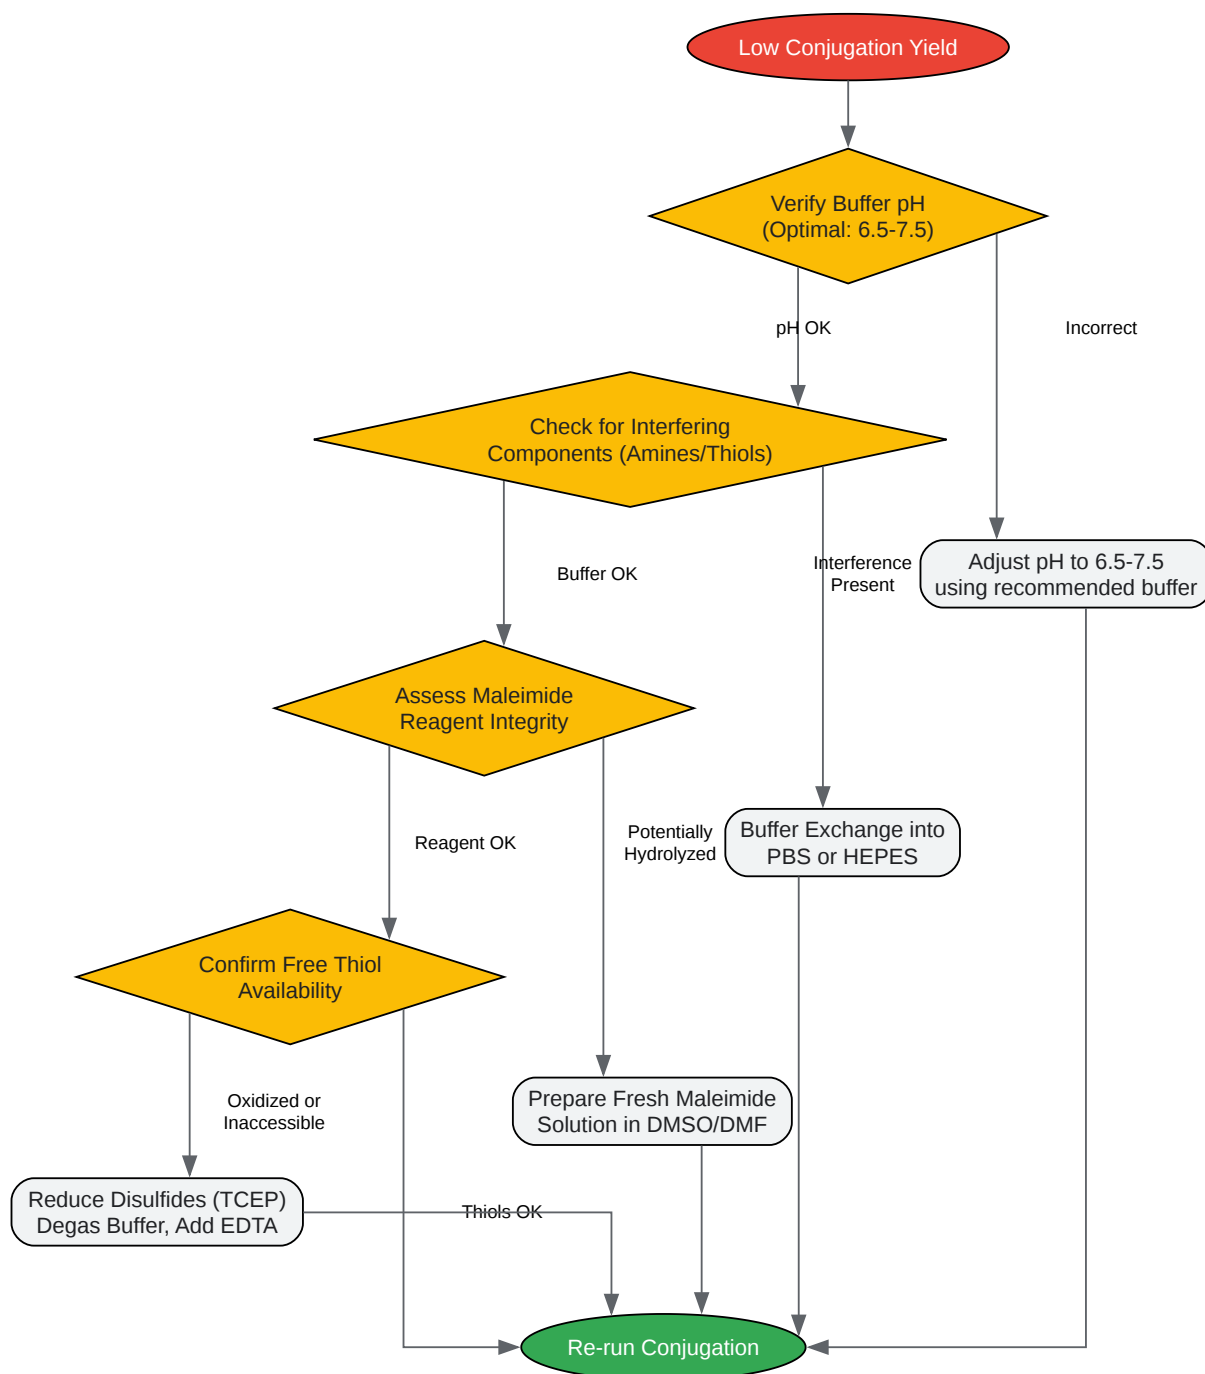 Low Conjugation Yield
Verify Buffer pH
(Optimal: 6.5-7.5)
pH OK
Incorrect
Check for Interfering
Components (Amines/Thiols)
Buffer OK
Interference
Present
Adjust pH to 6.5-7.5
using recommended buffer
Assess Maleimide
Reagent Integrity
Reagent OK
Potentially
Hydrolyzed
Buffer Exchange into
PBS or HEPES
Confirm Free Thiol
Availability
Oxidized or
Inaccessible
Prepare Fresh Maleimide
Solution in DMSO/DMF
Reduce Disulfides (TCEP)
Degas Buffer, Add EDTA
Thiols OK
Re-run Conjugation